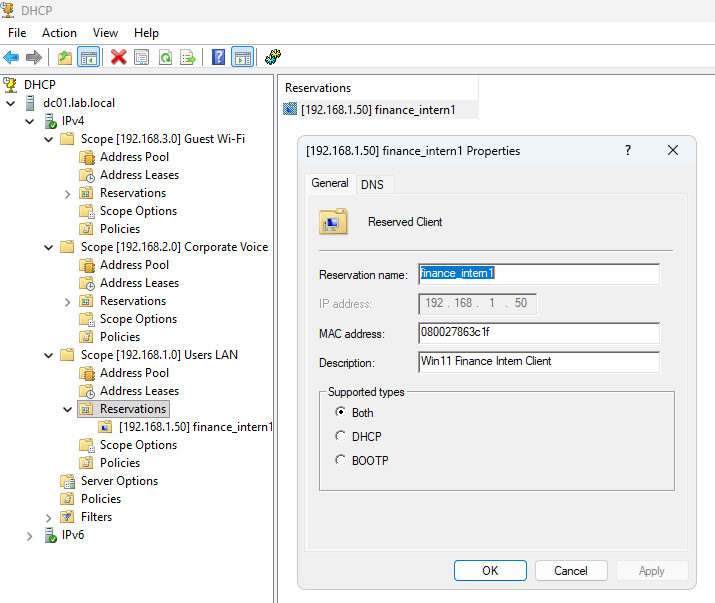 DHCP
File Action View Help
DHCP
dc01.lab.local
IPv4
Scope [192.168.3.0] Guest Wi-Fi
Address Pool
Address Leases
Reservations
Scope Options
Policies
Scope [192.168.2.0] Corporate Voice
Address Pool
Address Leases
Reservations
Scope Options
Policies
Scope [192.168.1.0] Users LAN
Address Pool
Address Leases
Reservations
[192.168.1.50] finance_intern1
Scope Options
Policies
Server Options
Policies
Filters
IPv6
Reservations
[192.168.1.50] finance_intern1
[192.168.1.50] finance_intern1 Properties ?
General DNS
Reserved Client
Reservation name: finance_intern1
IP address: 192 . 168 . 1 . 50
MAC address: 080027863c1f
Description: Win11 Finance Intern Client
Supported types
Both
DHCP
BOOTP
OK Cancel Apply